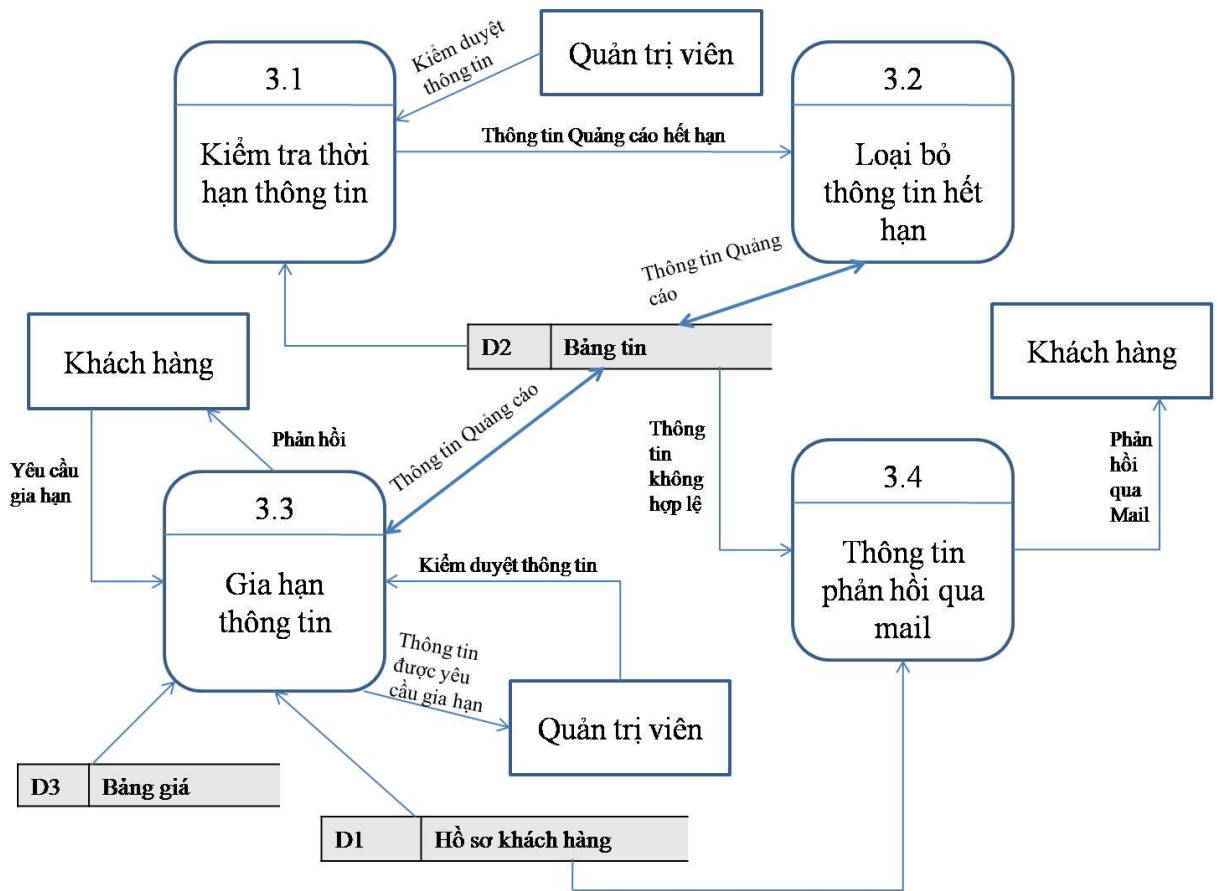 3.1
Kiểm tra thời
hạn thông tin
Kiểm duyệt
thông tin
Quản trị viên
3.2
Loại bỏ
thông tin hết
hạn
Thông tin Quảng cáo hết hạn
Thông tin Quảng
cáo
D2 Bảng tin
Khách hàng
Khách hàng
Phản hồi
Yêu cầu
gia hạn
Thông tin Quảng cáo
Thông
tin
không
hợp lệ
Phản
hồi
qua
Mail
3.3
Gia hạn
thông tin
3.4
Thông tin
phản hồi qua
mail
Kiểm duyệt thông tin
Thông tin
được yêu
cầu gia hạn
Quản trị viên
D3 Bảng giá
D1 Hồ sơ khách hàng